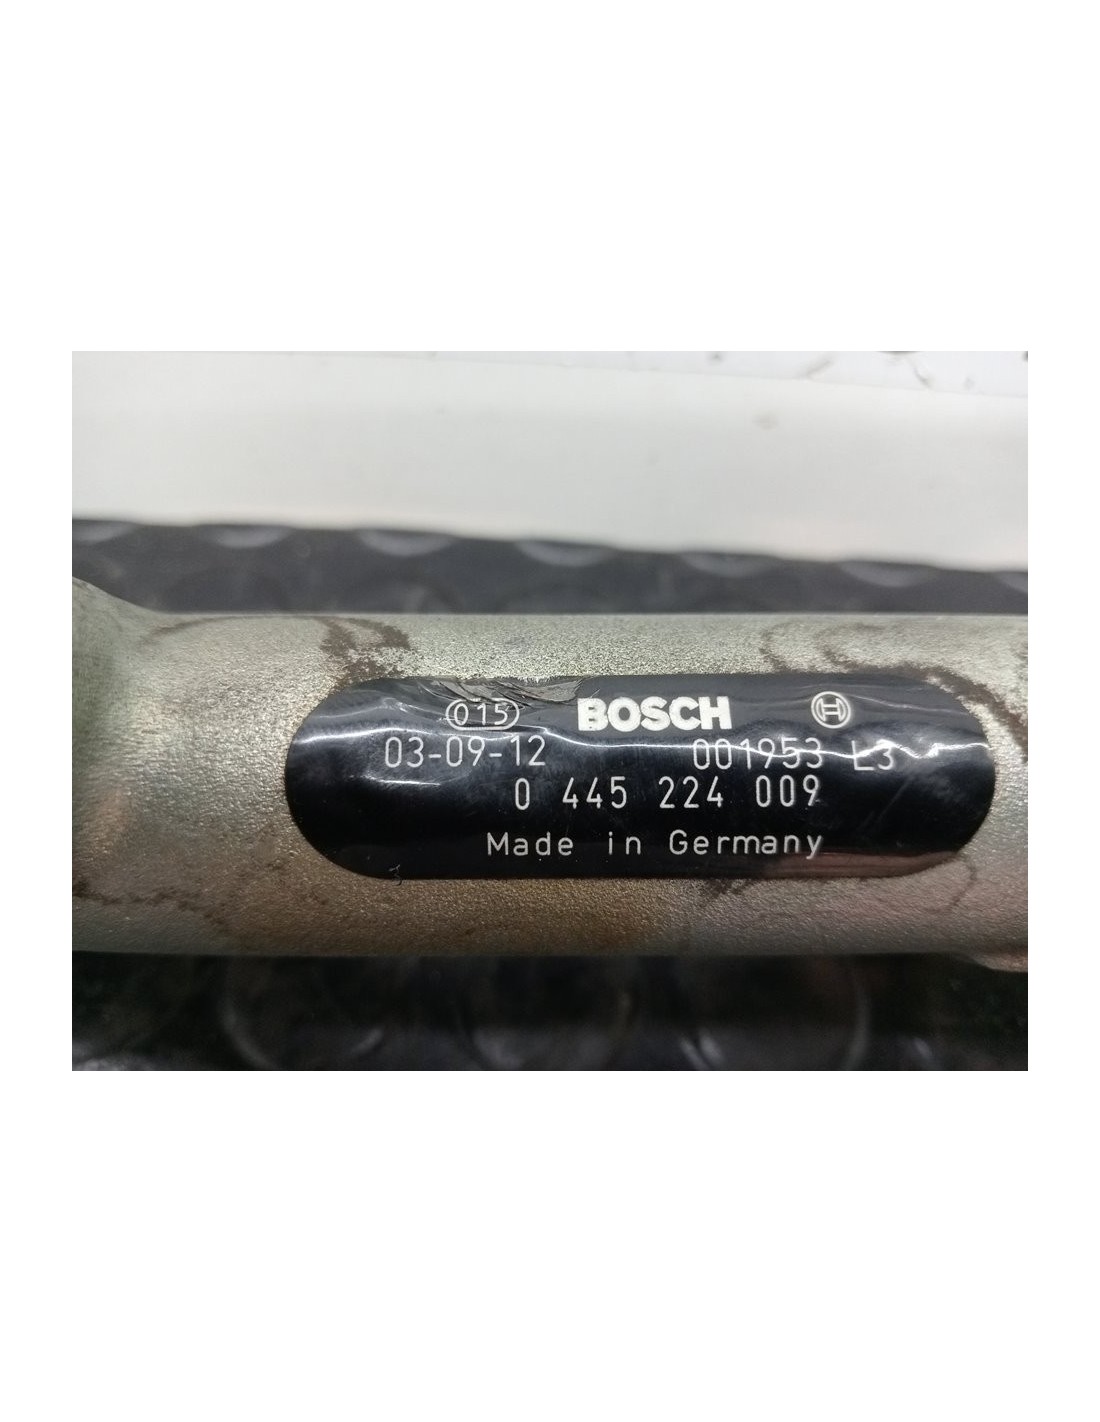 015 BOSCH
03-09-12 001953 L3
0 445 224 009
Made in Germany